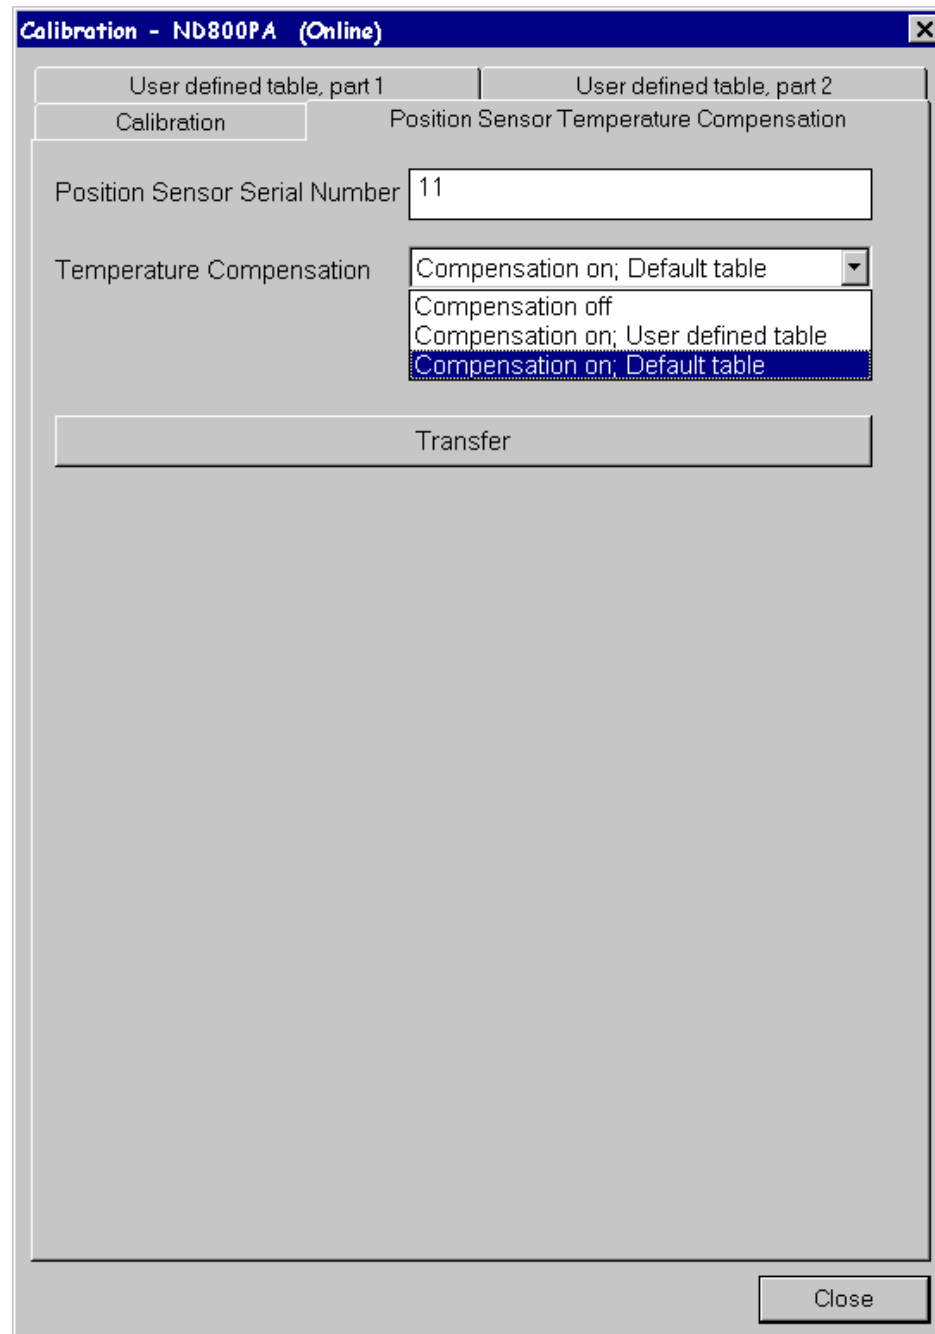 Calibration - ND800PA (Online)
User defined table, part 1
User defined table, part 2
Calibration
Position Sensor Temperature Compensation
Position Sensor Serial Number
11
Temperature Compensation
Compensation on; Default table
Compensation off
Compensation on; User defined table
Compensation on; Default table
Transfer
Close